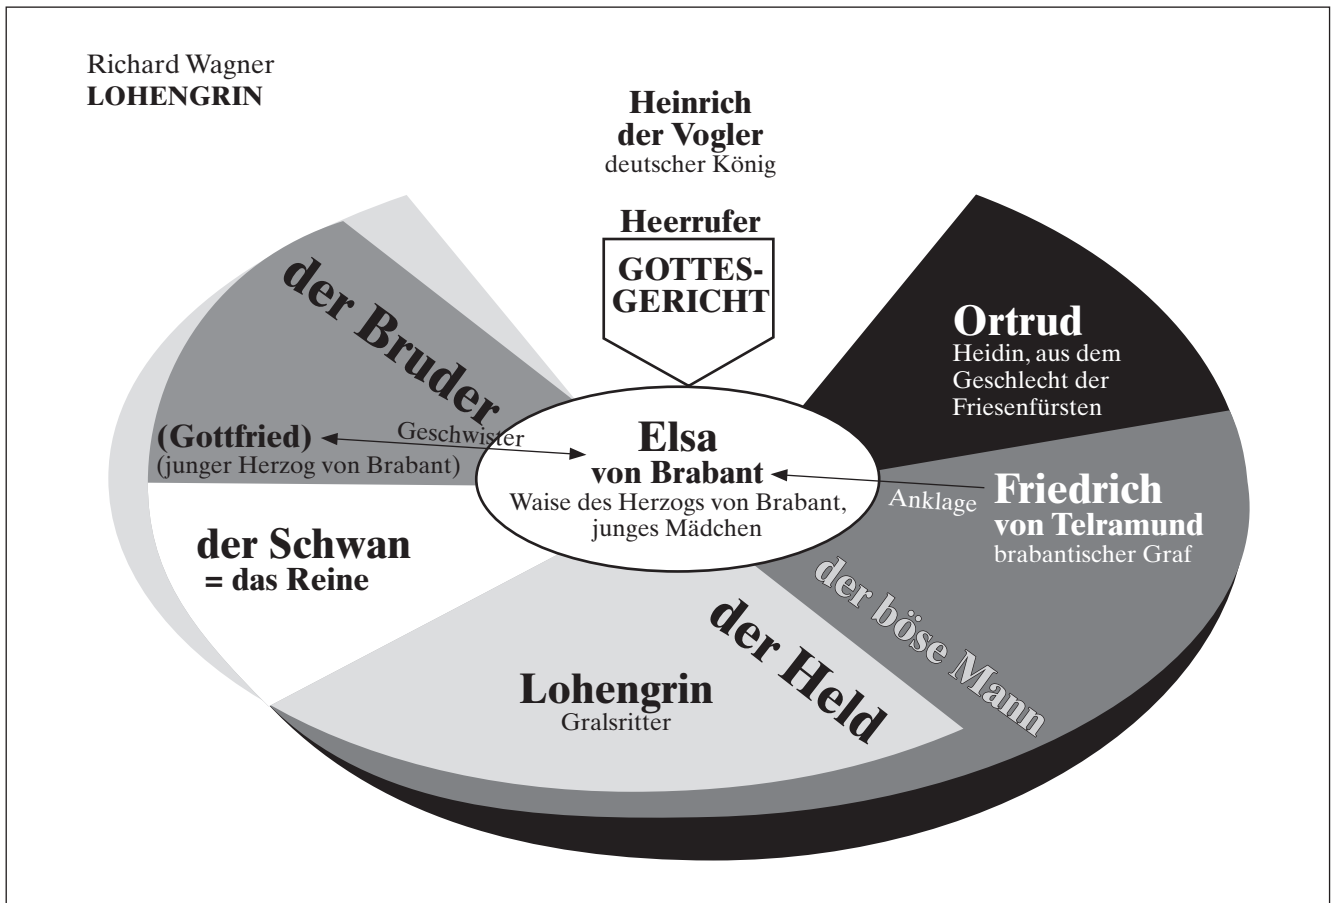 Richard Wagner
LOHENGRIN
Heinrich
der Vogler
deutscher König
Heerrufer
GOTTES-
GERICHT
der Bruder
(Gottfried)
(junger Herzog von Brabant)
Geschwister
Elsa
von Brabant
Waise des Herzogs von Brabant,
junges Mädchen
Ortrud
Heidin, aus dem
Geschlecht der
Friesenfürsten
Anklage
Friedrich
von Telramund
brabantischer Graf
der böse Mann
der Schwan
= das Reine
Lohengrin
Gralsritter
der Held